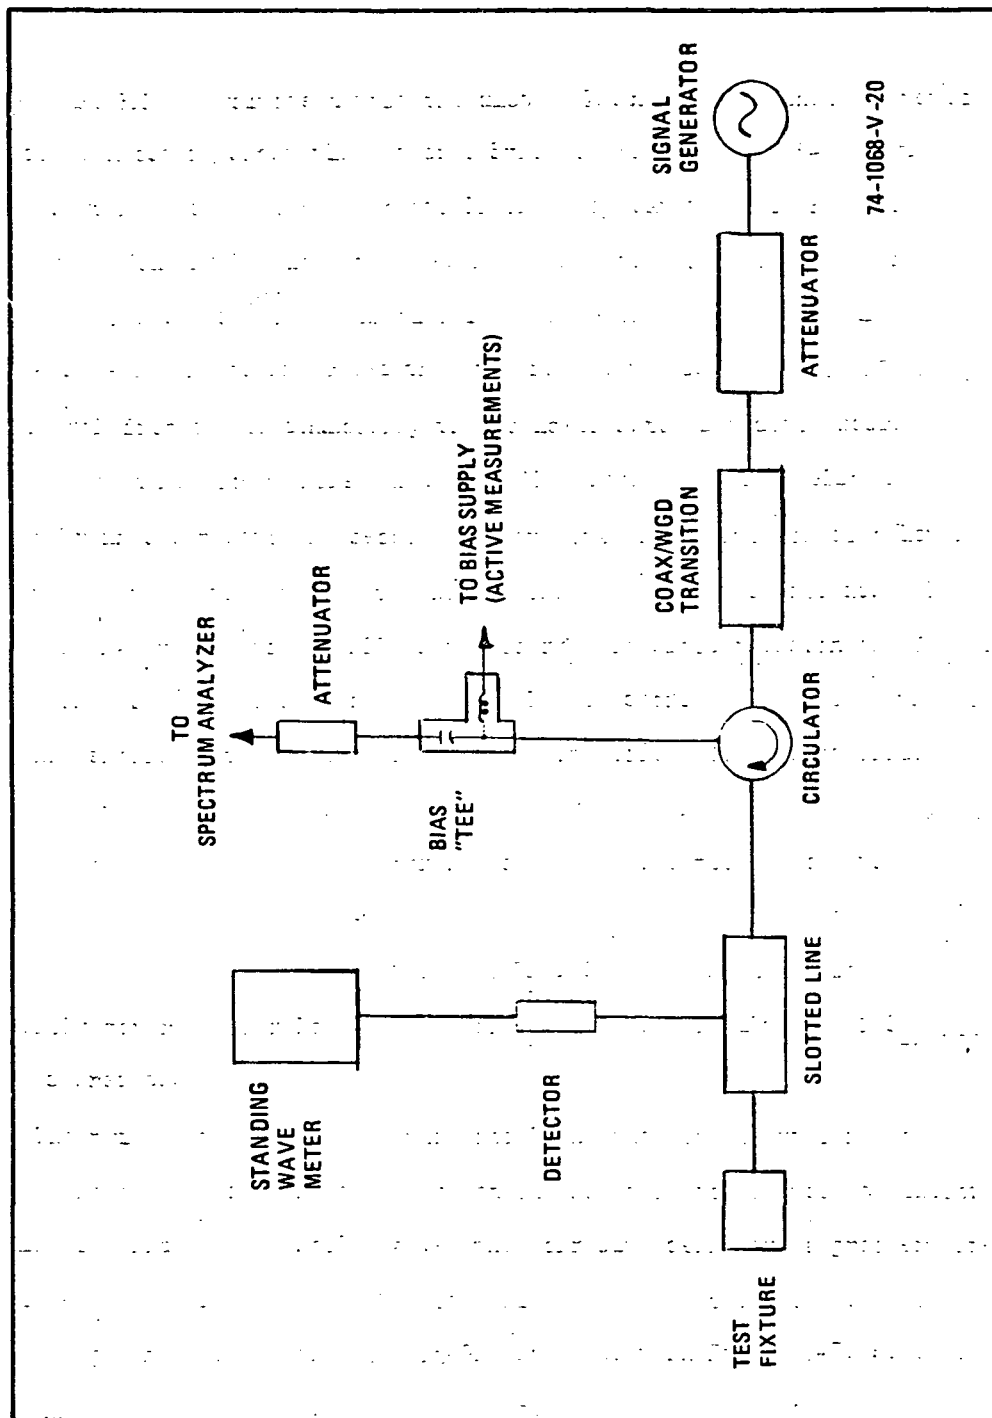 TO
SPECTRUM ANALYZER
ATTENUATOR
STANDING
WAVE
METER
BIAS
"TEE"
TO BIAS SUPPLY
(ACTIVE MEASUREMENTS)
DETECTOR
TEST
FIXTURE
SLOTTED LINE
CIRCULATOR
COAX/WGD
TRANSITION
ATTENUATOR
SIGNAL
GENERATOR
74-1068-V-20